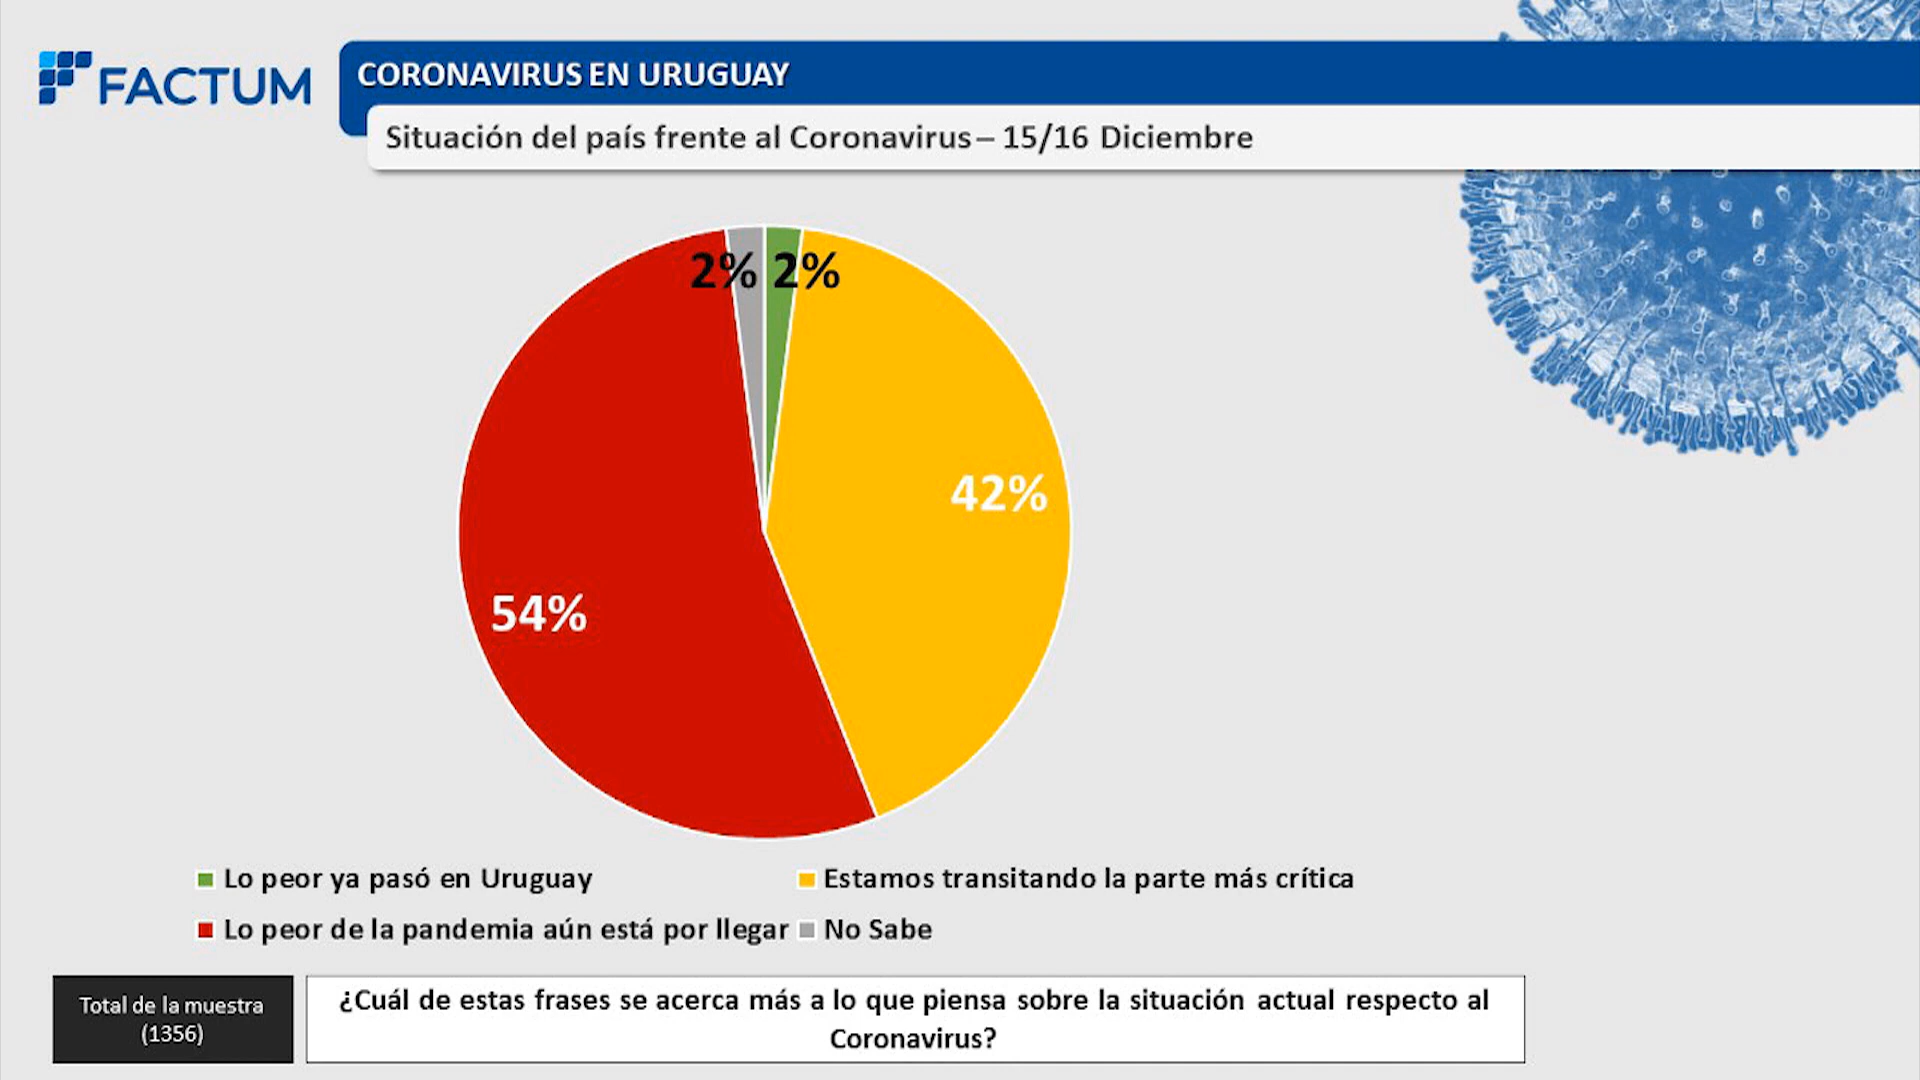 FACTUM
CORONAVIRUS EN URUGUAY
Situación del país frente al Coronavirus – 15/16 Diciembre
2% 2%
42%
54%
Lo peor ya pasó en Uruguay
Estamos transitando la parte más crítica
Lo peor de la pandemia aún está por llegar
No Sabe
Total de la muestra
(1356)
¿Cuál de estas frases se acerca más a lo que piensa sobre la situación actual respecto al
Coronavirus?